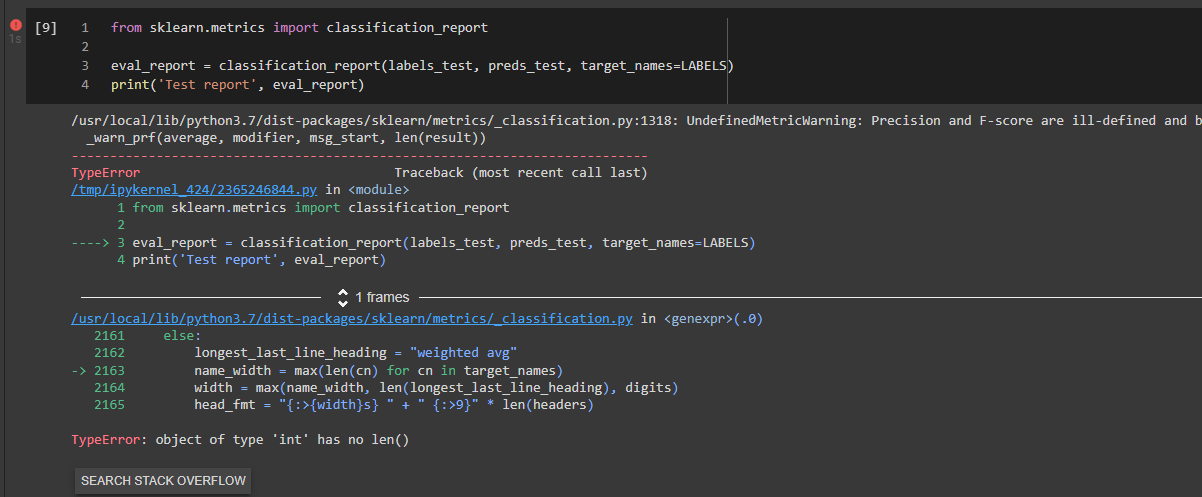 [9] 1 from sklearn.metrics import classification_report
1s 2
3 eval_report = classification_report(labels_test, preds_test, target_names=LABELS)
4 print('Test report', eval_report)
/usr/local/lib/python3.7/dist-packages/sklearn/metrics/_classification.py:1318: UndefinedMetricWarning: Precision and F-score are ill-defined and b
_warn_prf(average, modifier, msg_start, len(result))
---------------------------------------------------------------------------
TypeError Traceback (most recent call last)
/tmp/ipykernel_424/2365246844.py in <module>
1 from sklearn.metrics import classification_report
2
----> 3 eval_report = classification_report(labels_test, preds_test, target_names=LABELS)
4 print('Test report', eval_report)
1 frames
/usr/local/lib/python3.7/dist-packages/sklearn/metrics/_classification.py in <genexpr>(.0)
2161 else:
2162 longest_last_line_heading = "weighted avg"
-> 2163 name_width = max(len(cn) for cn in target_names)
2164 width = max(name_width, len(longest_last_line_heading), digits)
2165 head_fmt = "{:>{width}s} " + " {:>9}" * len(headers)
TypeError: object of type 'int' has no len()
SEARCH STACK OVERFLOW